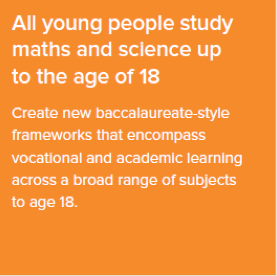 All young people study
maths and science up
to the age of 18
Create new baccalaureate-style
frameworks that encompass
vocational and academic learning
across a broad range of subjects
to age 18.